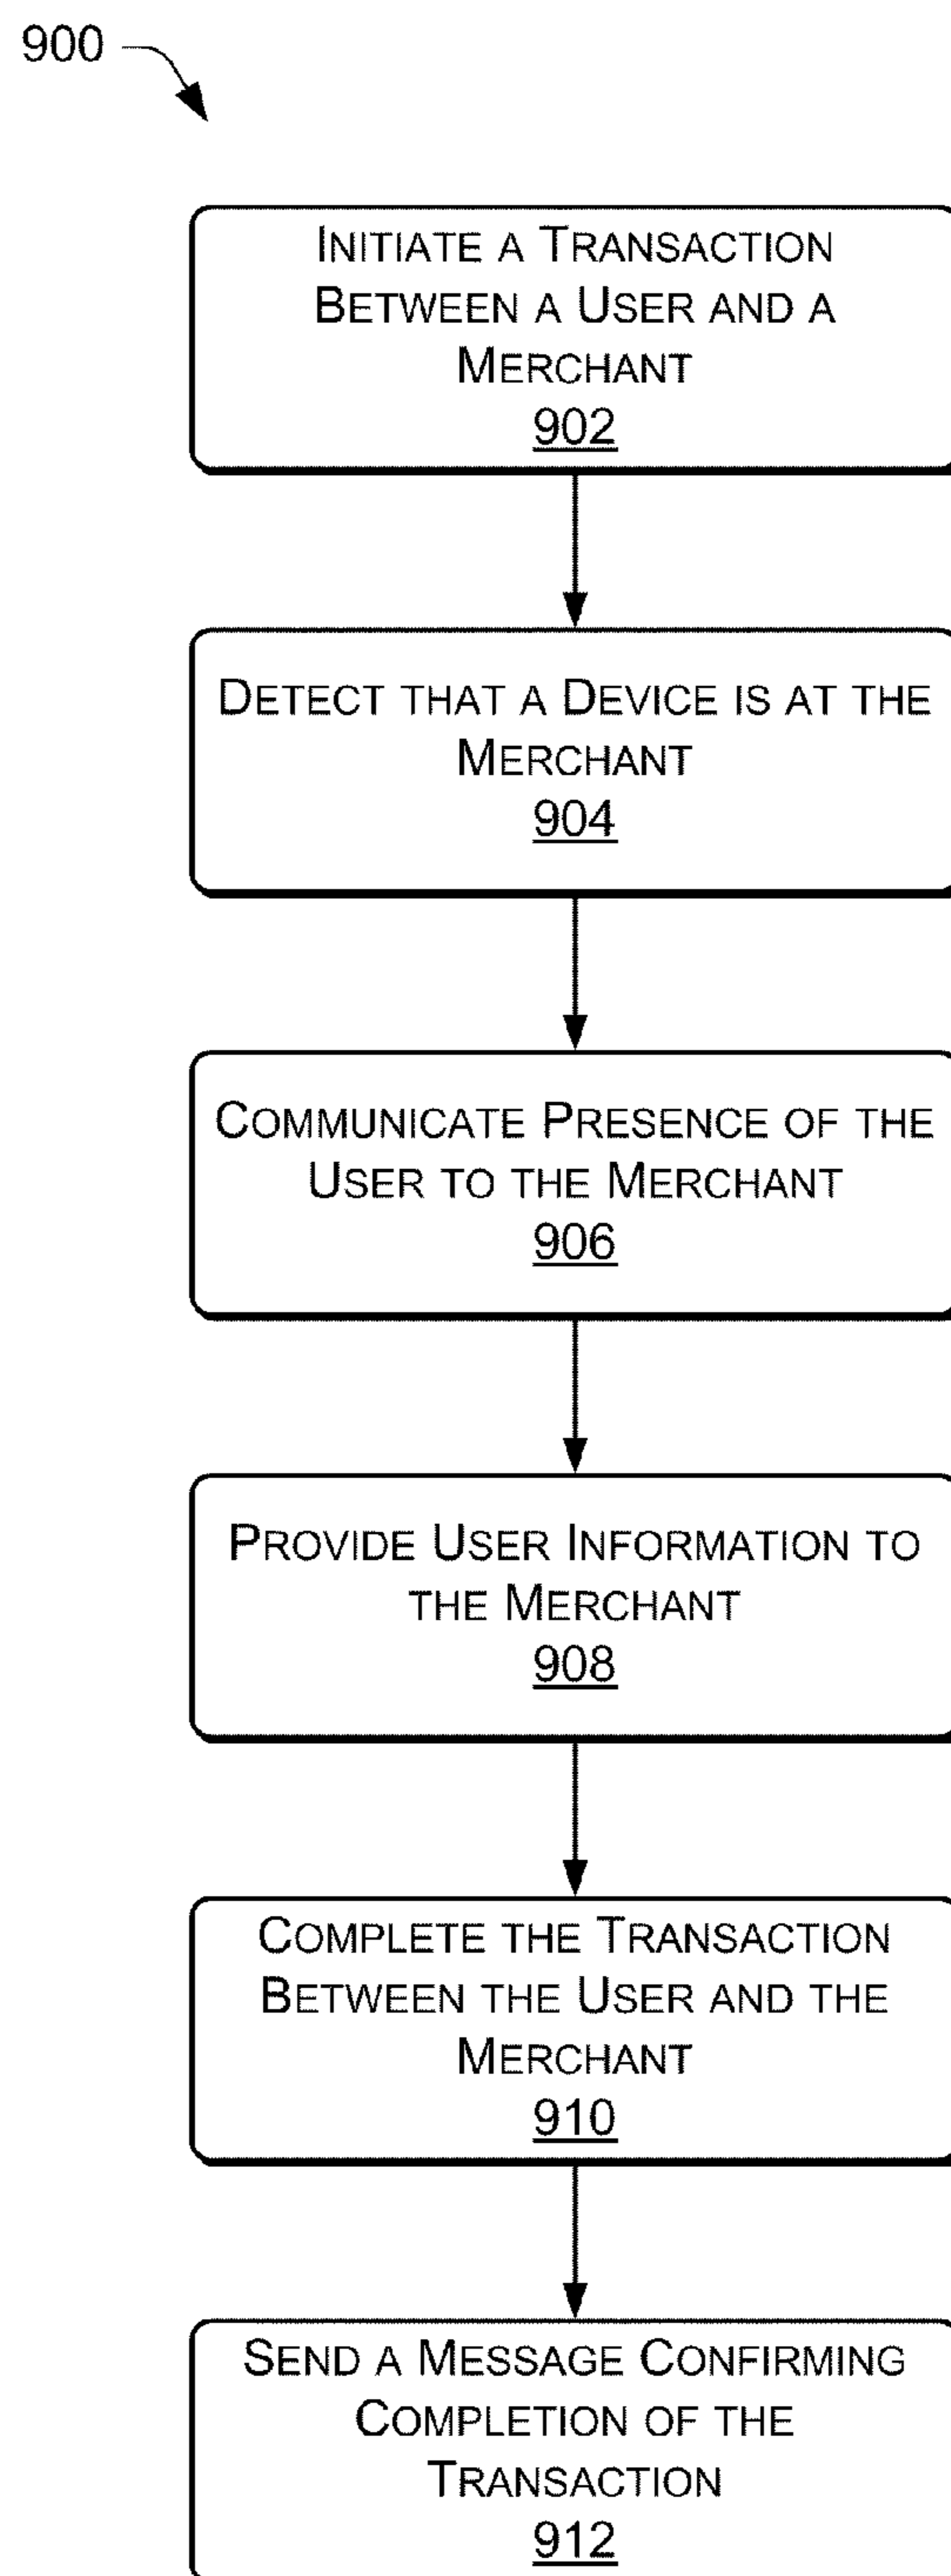 900
INITIATE A TRANSACTION
BETWEEN A USER AND A
MERCHANT
902
DETECT THAT A DEVICE IS AT THE
MERCHANT
904
COMMUNICATE PRESENCE OF THE
USER TO THE MERCHANT
906
PROVIDE USER INFORMATION TO
THE MERCHANT
908
COMPLETE THE TRANSACTION
BETWEEN THE USER AND THE
MERCHANT
910
SEND A MESSAGE CONFIRMING
COMPLETION OF THE
TRANSACTION
912